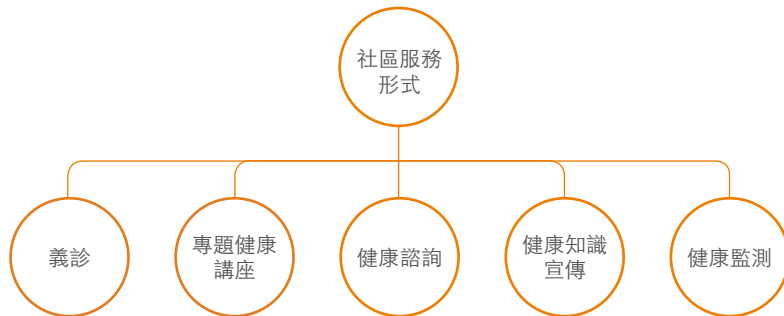 社區服務
形式
義診
專題健康
講座
健康諮詢
健康知識
宣傳
健康監測